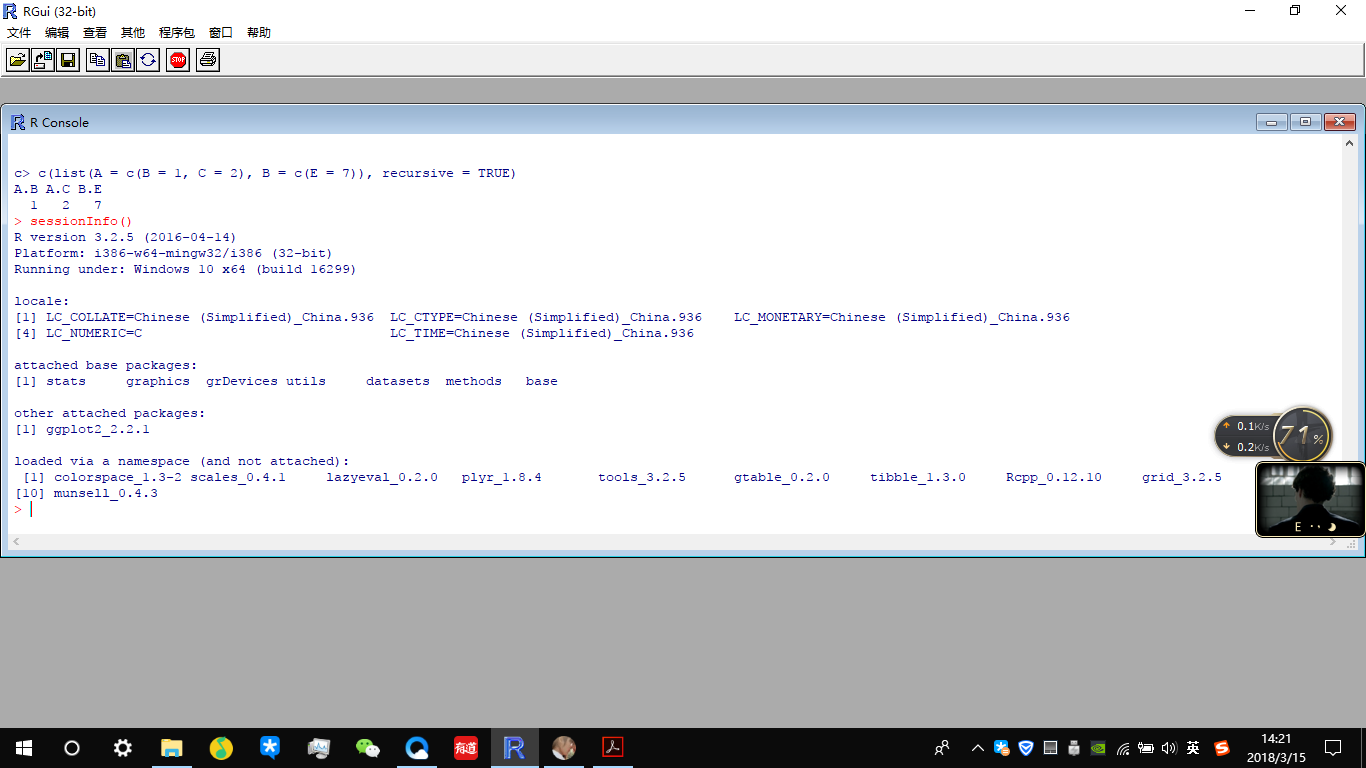 RGui (32-bit)
文件 编辑 查看 其他 程序包 窗口 帮助
STOP
R Console
c> c(list(A = c(B = 1, C = 2), B = c(E = 7)), recursive = TRUE)
A.B A.C B.E
  1   2   7
> sessionInfo()
R version 3.2.5 (2016-04-14)
Platform: i386-w64-mingw32/i386 (32-bit)
Running under: Windows 10 x64 (build 16299)
locale:
[1] LC_COLLATE=Chinese (Simplified)_China.936  LC_CTYPE=Chinese (Simplified)_China.936    LC_MONETARY=Chinese (Simplified)_China.936
[4] LC_NUMERIC=C                               LC_TIME=Chinese (Simplified)_China.936
attached base packages:
[1] stats     graphics  grDevices utils     datasets  methods   base
other attached packages:
[1] ggplot2_2.2.1
loaded via a namespace (and not attached):
 [1] colorspace_1.3-2 scales_0.4.1     lazyeval_0.2.0   plyr_1.8.4       tools_3.2.5      gtable_0.2.0     tibble_1.3.0     Rcpp_0.12.10     grid_3.2.5
[10] munsell_0.4.3
>
0.1K/s
71%
0.2K/s
E
有道
英
14:21
2018/3/15